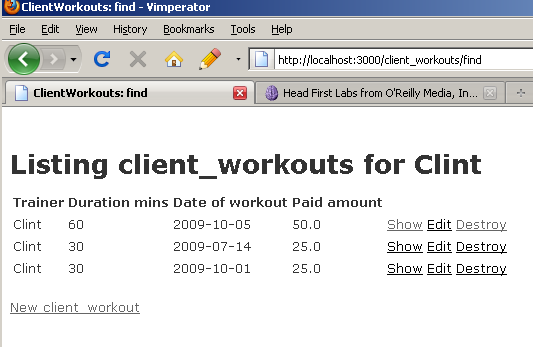 ClientWorkouts: find - Vimperator
File Edit View History Bookmarks Tools Help
http://localhost:3000/client_workouts/find
ClientWorkouts: find Head First Labs from O'Reilly Media, In...
Listing client_workouts for Clint
Trainer Duration mins Date of workout Paid amount
Clint 60 2009-10-05 50.0 Show Edit Destroy
Clint 30 2009-07-14 25.0 Show Edit Destroy
Clint 30 2009-10-01 25.0 Show Edit Destroy
New client_workout